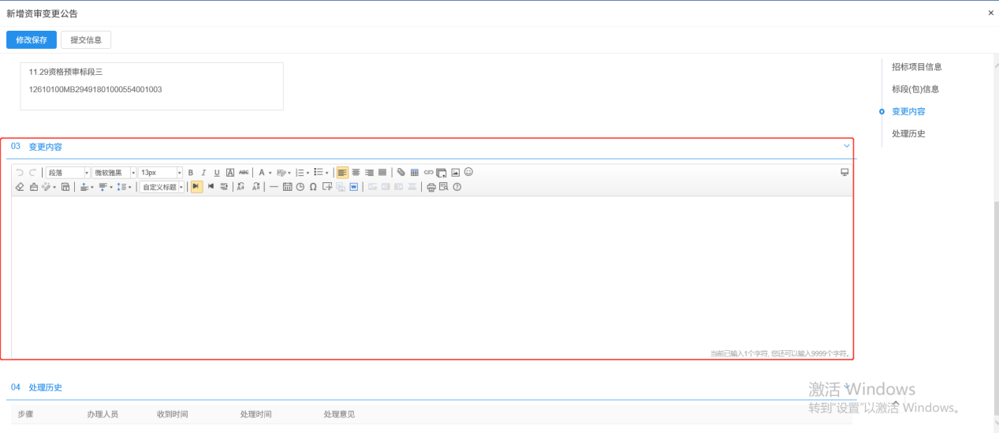 新增资审变更公告
×
修改保存 提交信息
11.29资格预审标段三
12610100MB29491801000554001003
招标项目信息
标段(包)信息
变更内容
处理历史
03 变更内容
段落 微软雅黑 13px B I U A ABC A
自定义标题
当前已输入1个字符, 您还可以输入9999个字符。
04 处理历史
步骤 办理人员 收到时间 处理时间 处理意见
激活 Windows
转到"设置"以激活 Windows。